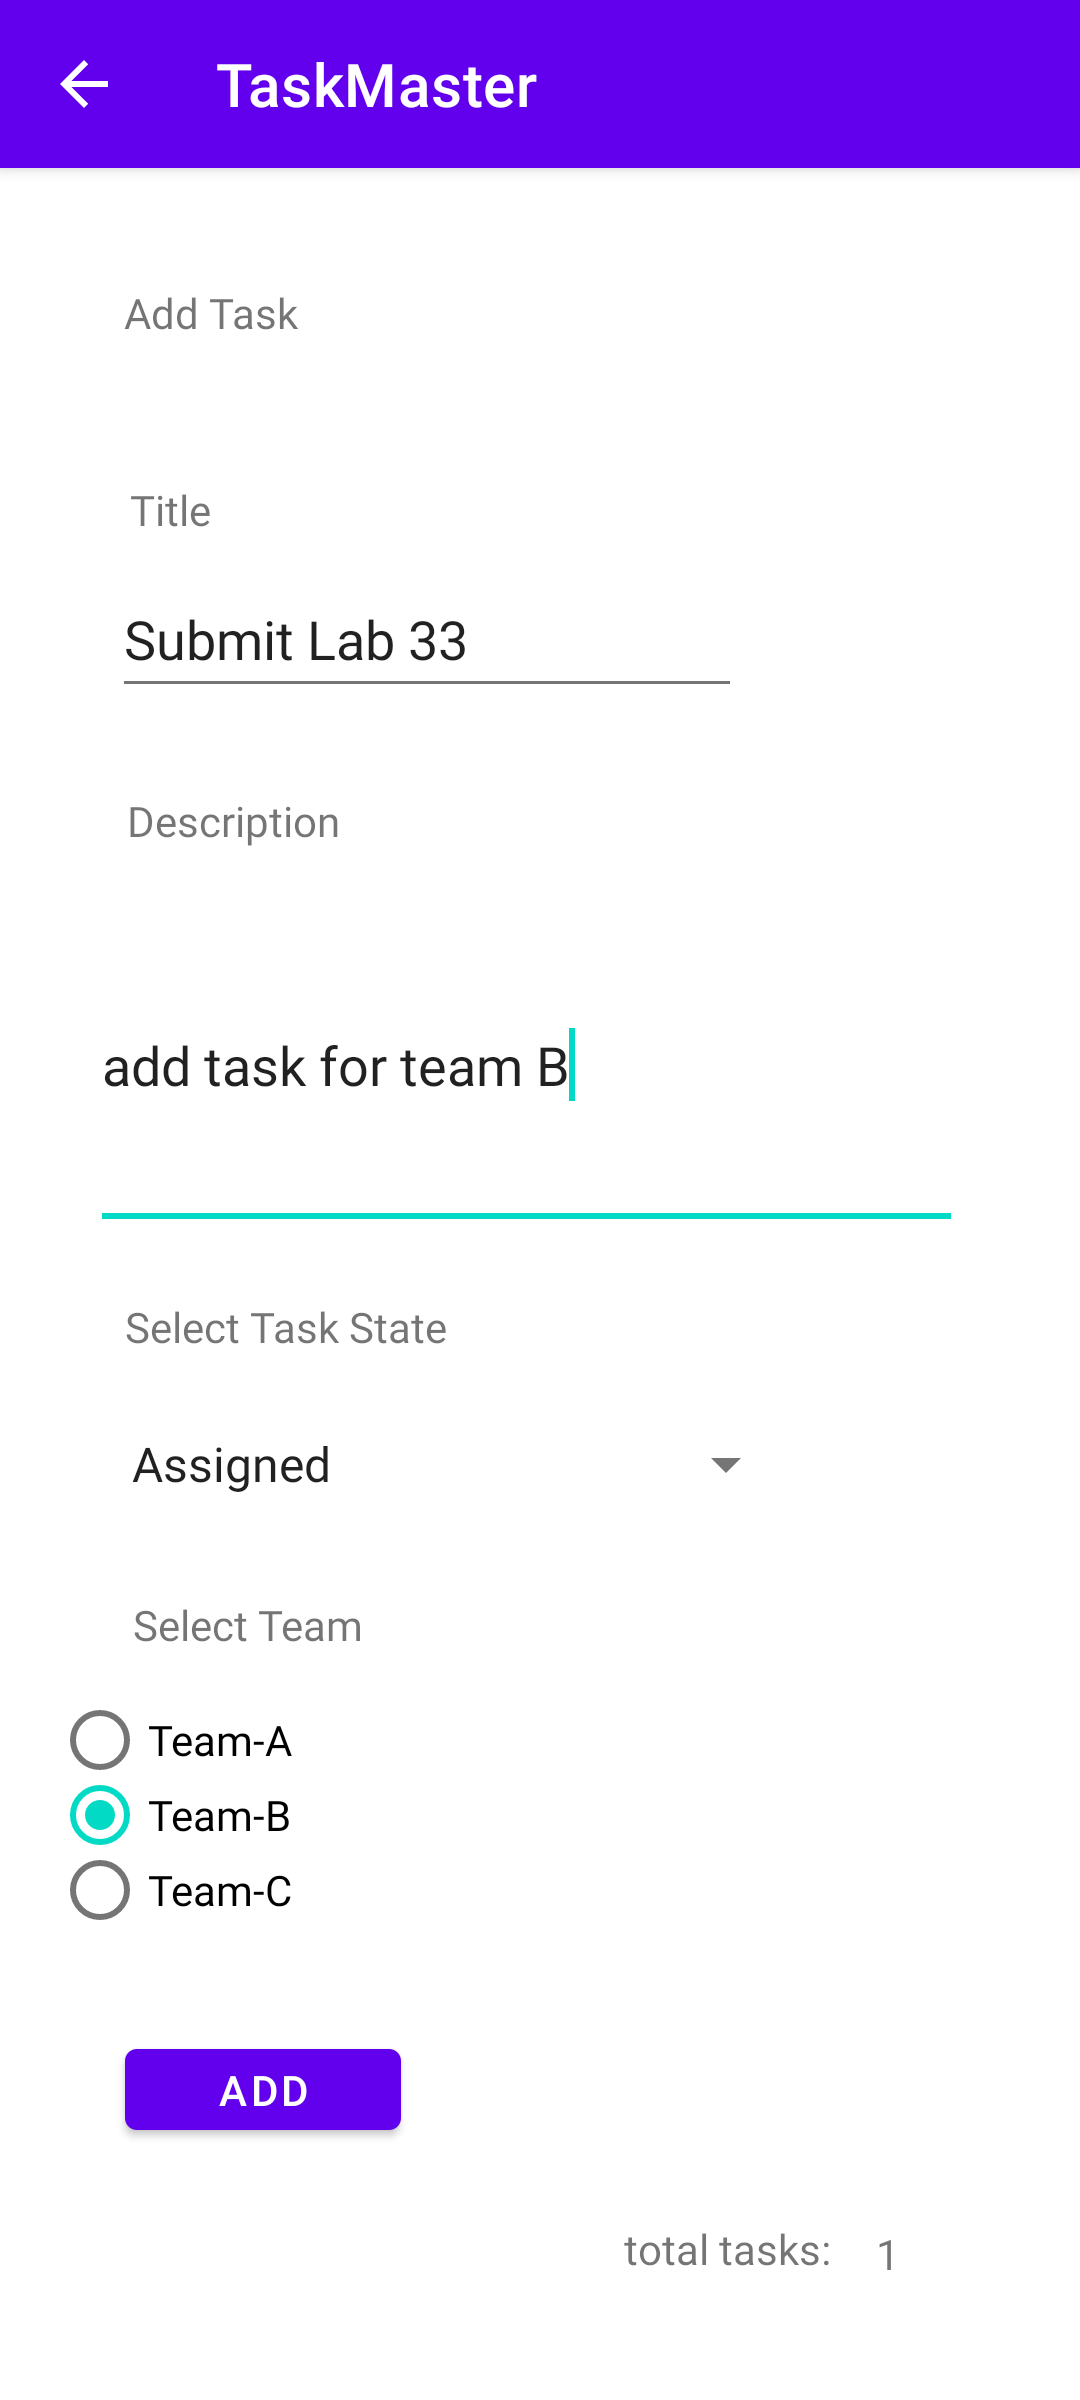 TaskMaster
Add Task
Title
Submit Lab 33
Description
add task for team B
Select Task State
Assigned
Select Team
Team-A
Team-B
Team-C
ADD
total tasks: 1